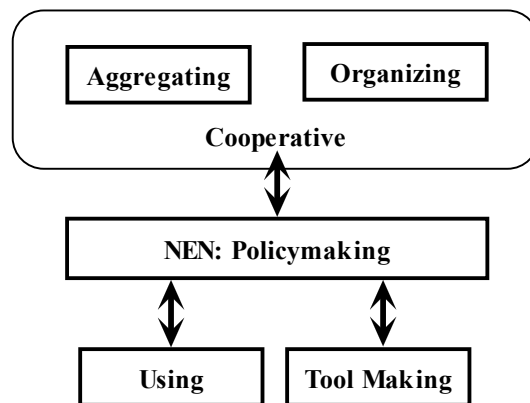 Aggregating
Organizing
Cooperative
NEN: Policymaking
Using
Tool Making